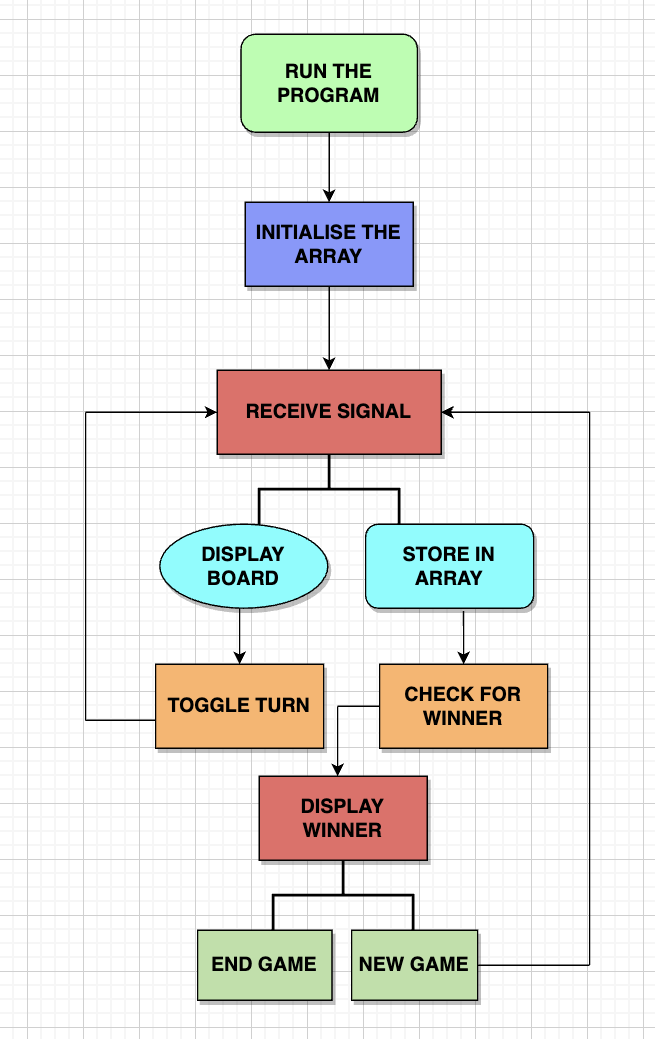 RUN THE
PROGRAM
INITIALISE THE
ARRAY
RECEIVE SIGNAL
DISPLAY
BOARD
STORE IN
ARRAY
TOGGLE TURN
CHECK FOR
WINNER
DISPLAY
WINNER
END GAME
NEW GAME